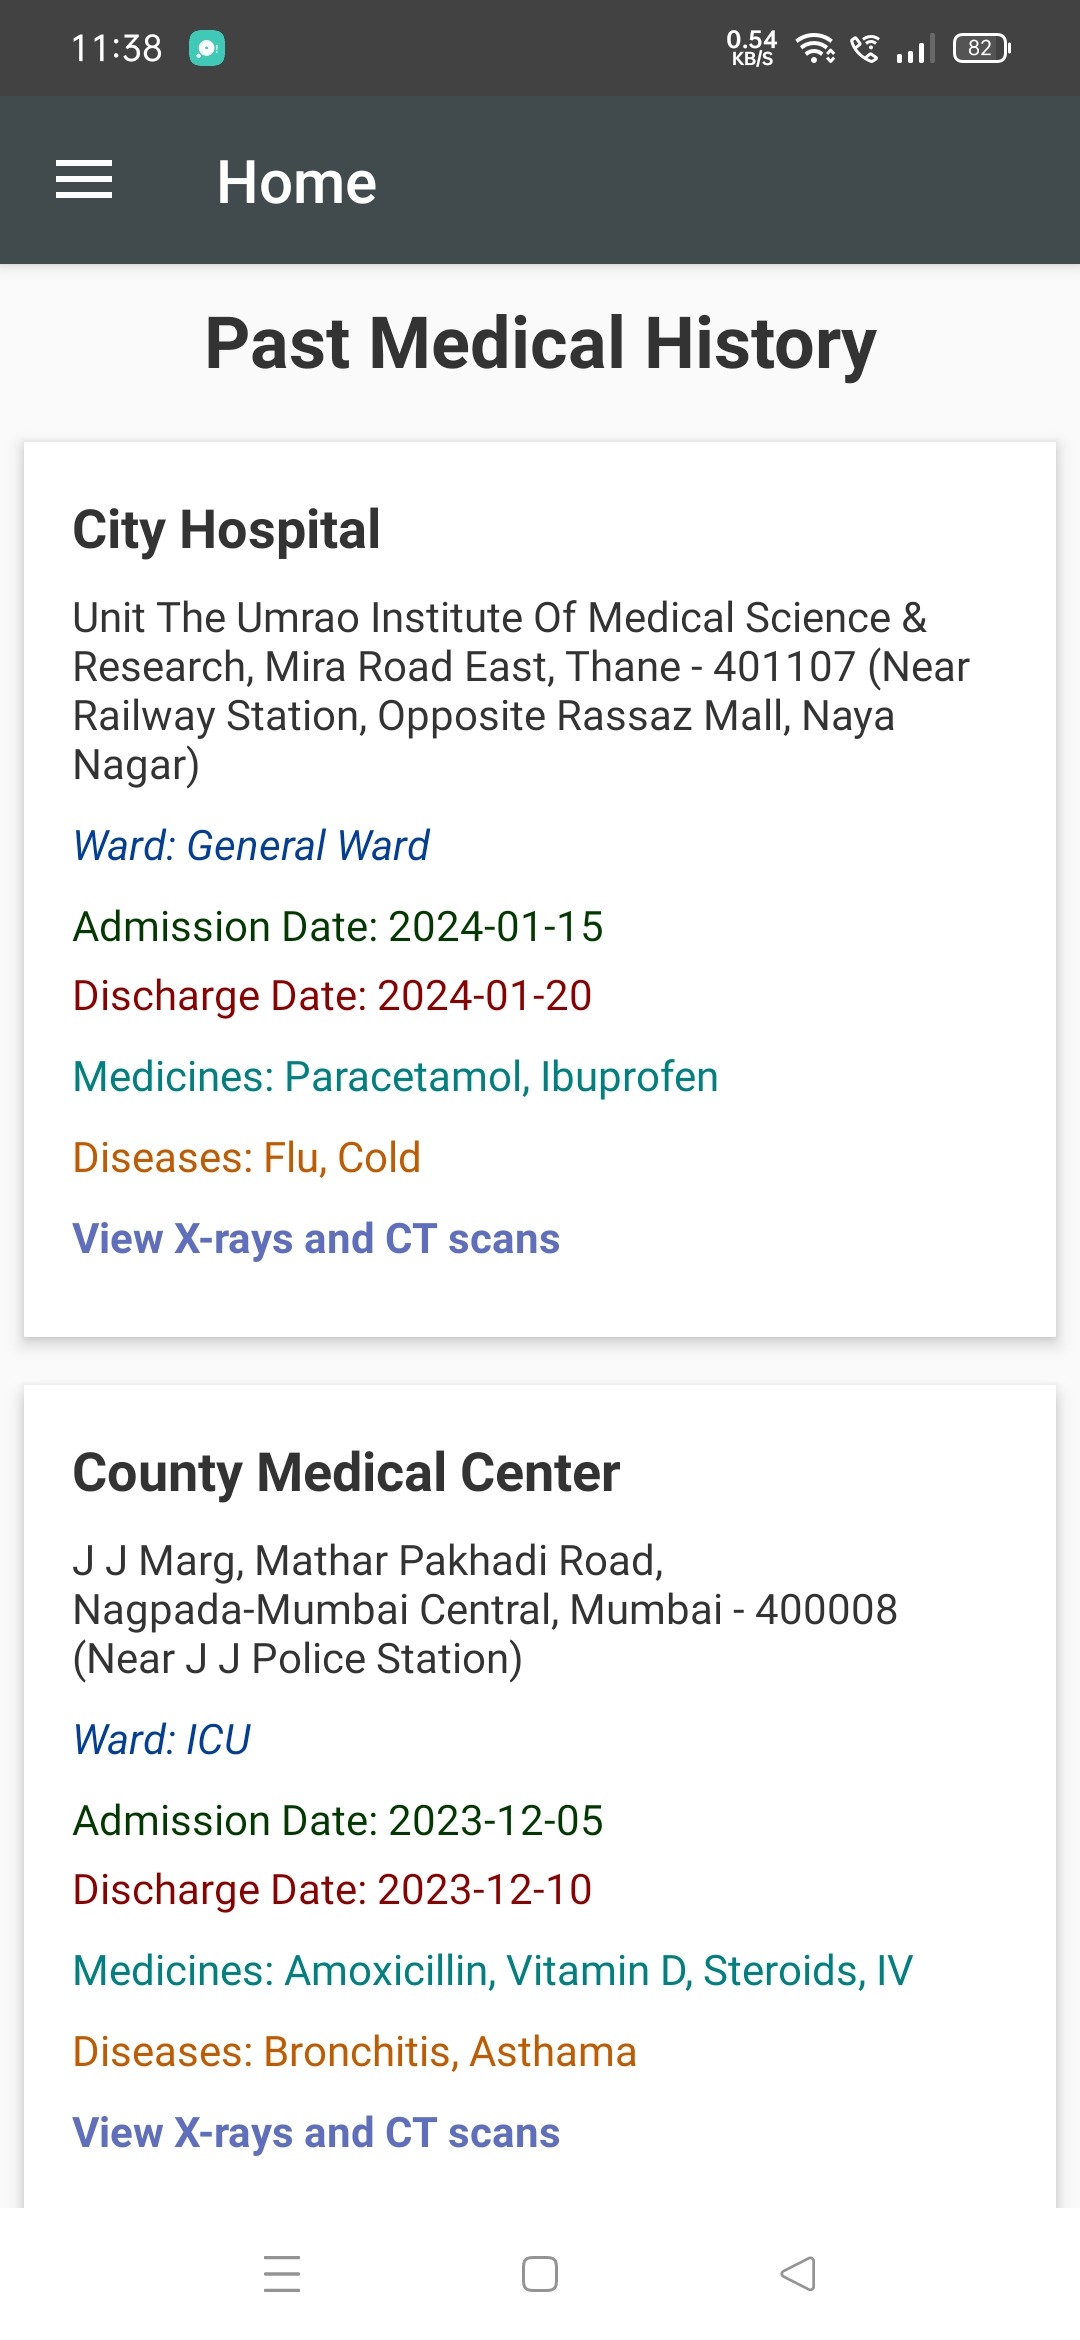 11:38
0.54
KB/S
82
Home
Past Medical History
City Hospital
Unit The Umrao Institute Of Medical Science &
Research, Mira Road East, Thane - 401107 (Near
Railway Station, Opposite Rassaz Mall, Naya
Nagar)
Ward: General Ward
Admission Date: 2024-01-15
Discharge Date: 2024-01-20
Medicines: Paracetamol, Ibuprofen
Diseases: Flu, Cold
View X-rays and CT scans
County Medical Center
J J Marg, Mathar Pakhadi Road,
Nagpada-Mumbai Central, Mumbai - 400008
(Near J J Police Station)
Ward: ICU
Admission Date: 2023-12-05
Discharge Date: 2023-12-10
Medicines: Amoxicillin, Vitamin D, Steroids, IV
Diseases: Bronchitis, Asthama
View X-rays and CT scans